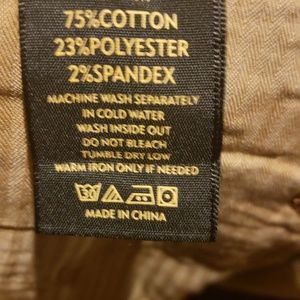 75%COTTON
23%POLYESTER
2%SPANDEX
MACHINE WASH SEPARATELY
IN COLD WATER
WASH INSIDE OUT
DO NOT BLEACH
TUMBLE DRY LOW
WARM IRON ONLY IF NEEDED
30
MADE IN CHINA